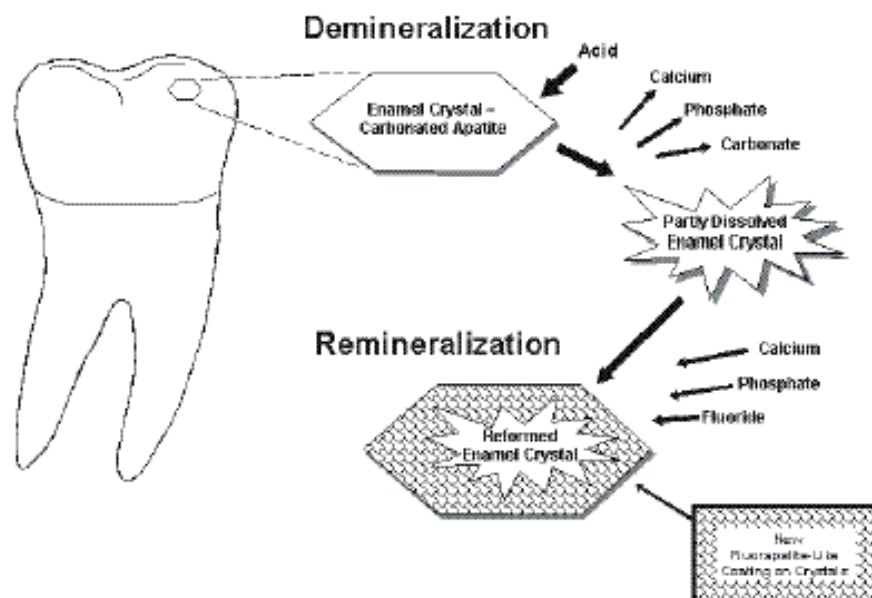 Demineralization
Acid
Enamel Crystal –
Carbonated Apatite
Calcium
Phosphate
Carbonate
Partly Dissolved
Enamel Crystal
Remineralization
Calcium
Phosphate
Fluoride
Reformed
Enamel Crystal
New
Fluorapatite-Like
Coating on Crystals